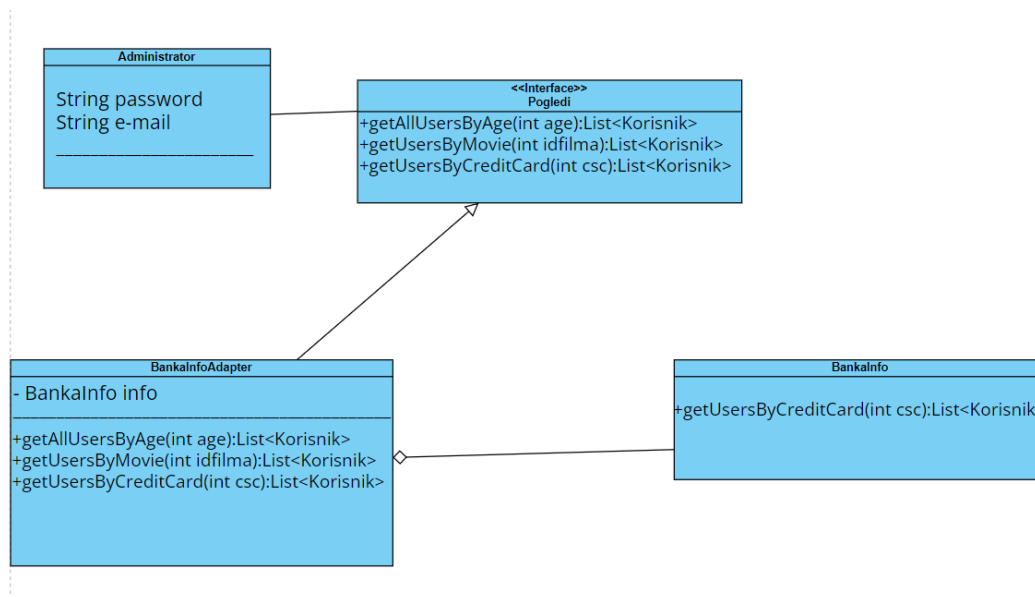 Administrator
String password
String e-mail
<<Interface>>
Pogledi
+getAllUsersByAge(int age):List<Korisnik>
+getUsersByMovie(int idfilma):List<Korisnik>
+getUsersByCreditCard(int csc):List<Korisnik>
BankaInfoAdapter
- BankaInfo info
+getAllUsersByAge(int age):List<Korisnik>
+getUsersByMovie(int idfilma):List<Korisnik>
+getUsersByCreditCard(int csc):List<Korisnik>
BankaInfo
+getUsersByCreditCard(int csc):List<Korisnik